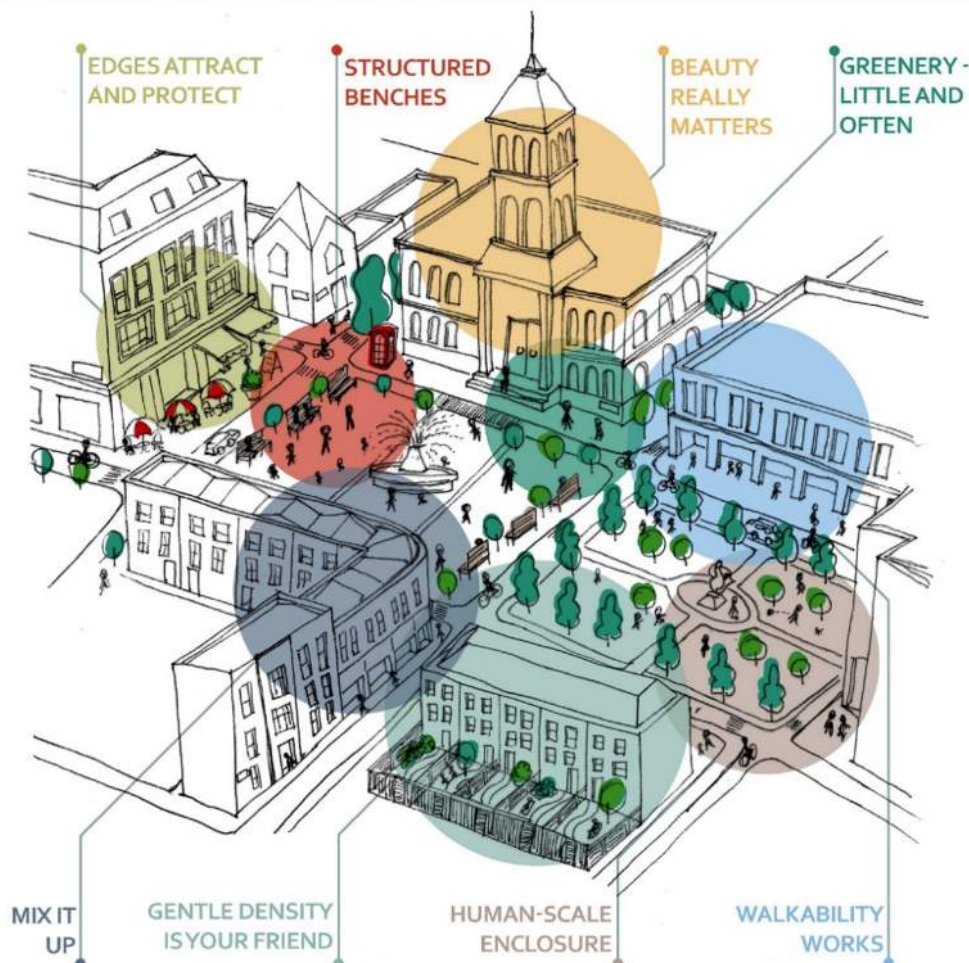 EDGES ATTRACT
AND PROTECT
STRUCTURED
BENCHES
BEAUTY
REALLY
MATTERS
GREENERY -
LITTLE AND
OFTEN
MIX IT
UP
GENTLE DENSITY
IS YOUR FRIEND
HUMAN-SCALE
ENCLOSURE
WALKABILITY
WORKS